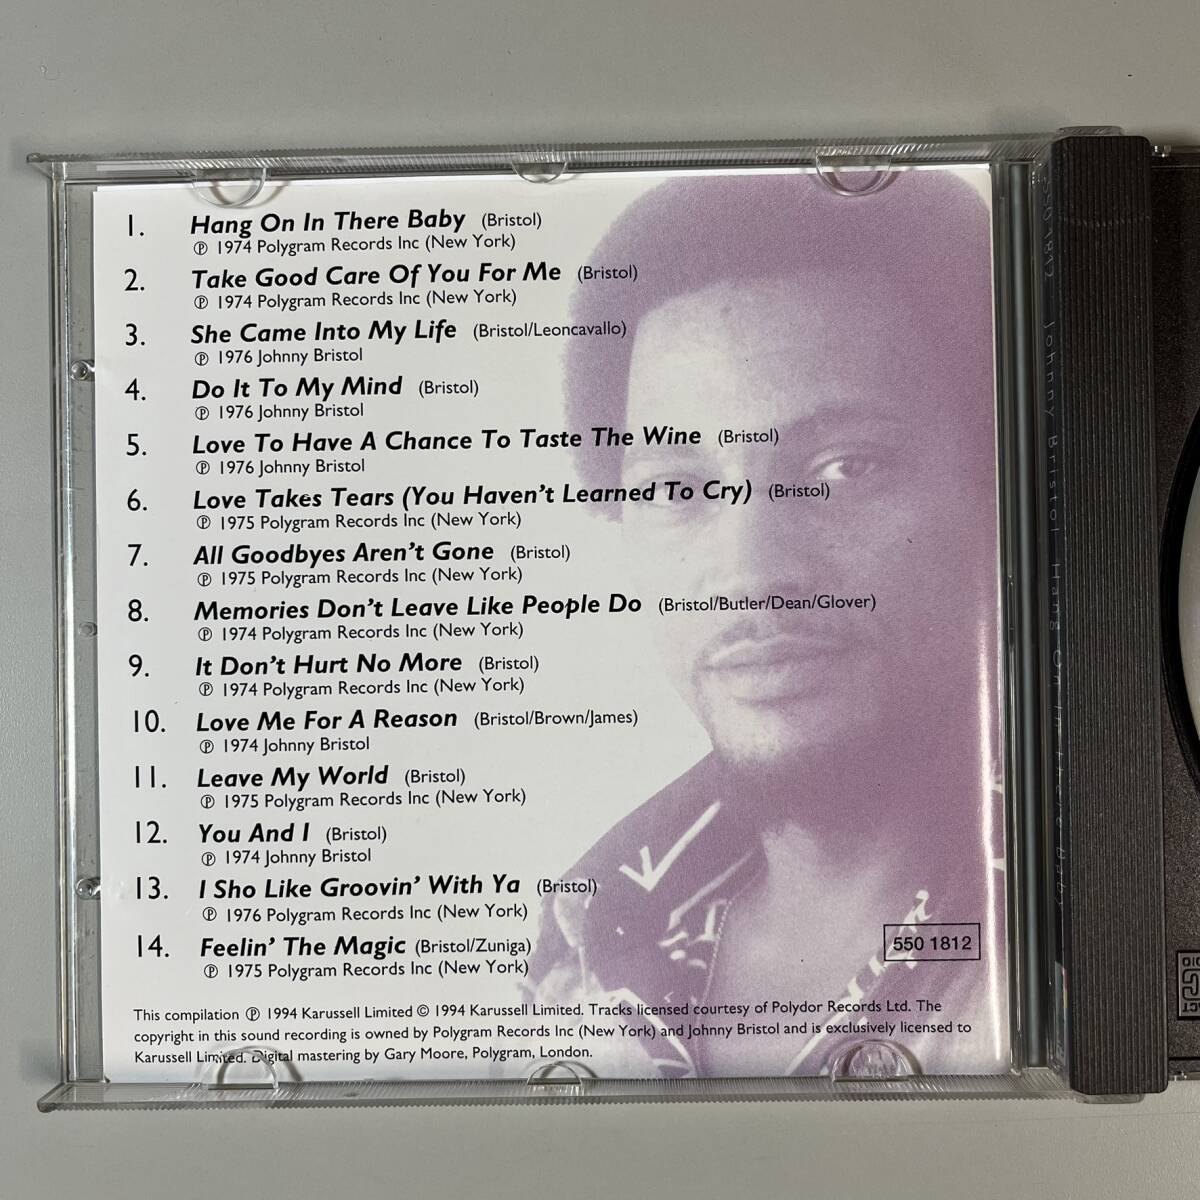 1. Hang On In There Baby (Bristol)
℗ 1974 Polygram Records Inc (New York)
2. Take Good Care Of You For Me (Bristol)
℗ 1974 Polygram Records Inc (New York)
3. She Came Into My Life (Bristol/Leoncavallo)
℗ 1976 Johnny Bristol
4. Do It To My Mind (Bristol)
℗ 1976 Johnny Bristol
5. Love To Have A Chance To Taste The Wine (Bristol)
℗ 1976 Johnny Bristol
6. Love Takes Tears (You Haven't Learned To Cry) (Bristol)
℗ 1975 Polygram Records Inc (New York)
7. All Goodbyes Aren't Gone (Bristol)
℗ 1975 Polygram Records Inc (New York)
8. Memories Don't Leave Like People Do (Bristol/Butler/Dean/Glover)
℗ 1974 Polygram Records Inc (New York)
9. It Don't Hurt No More (Bristol)
℗ 1974 Polygram Records Inc (New York)
10. Love Me For A Reason (Bristol/Brown/James)
℗ 1974 Johnny Bristol
11. Leave My World (Bristol)
℗ 1975 Polygram Records Inc (New York)
12. You And I (Bristol)
℗ 1974 Johnny Bristol
13. I Sho Like Groovin' With Ya (Bristol)
℗ 1976 Polygram Records Inc (New York)
14. Feelin' The Magic (Bristol/Zuniga)
℗ 1975 Polygram Records Inc (New York)
550 1812
This compilation ℗ 1994 Karussell Limited © 1994 Karussell Limited. Tracks licensed courtesy of Polydor Records Ltd. The
copyright in this sound recording is owned by Polygram Records Inc (New York) and Johnny Bristol and is exclusively licensed to
Karussell Limited. Digital mastering by Gary Moore, Polygram, London.
550 1812 Johnny Bristol Hang On In there Baby